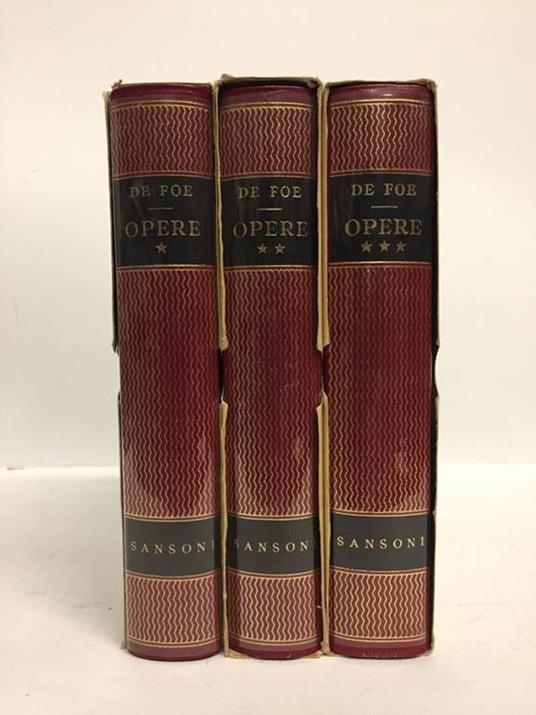 DE FOE
OPERE
★
SANSONI
DE FOE
OPERE
★★
SANSONI
DE FOE
OPERE
★★★
SANSONI